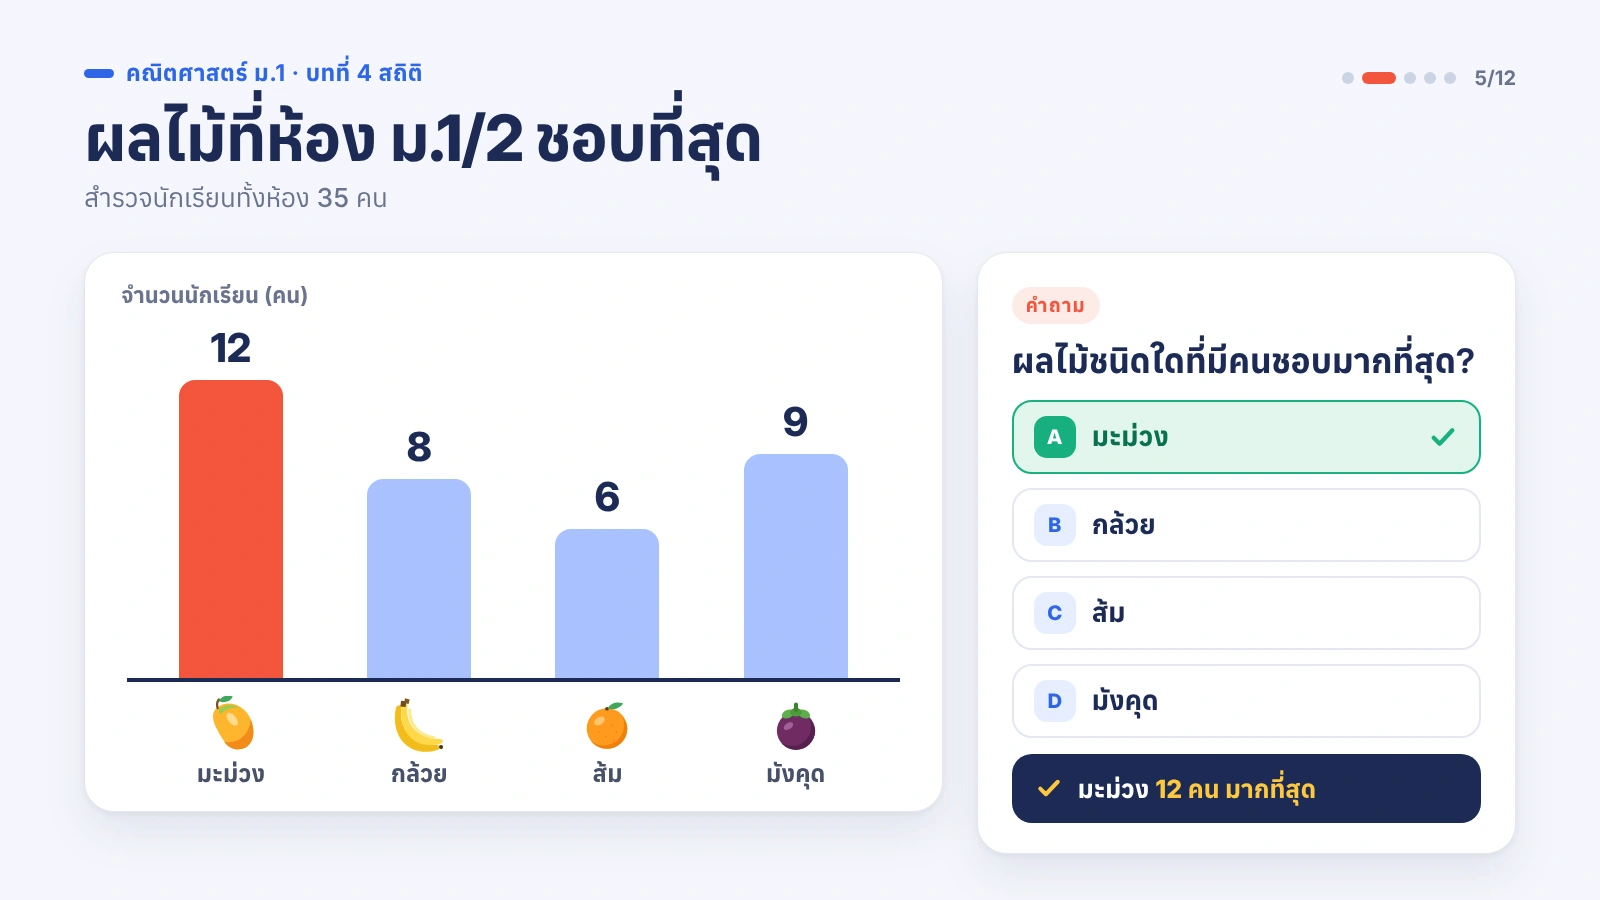 คณิตศาสตร์ ม.1 · บทที่ 4 สถิติ
5/12
ผลไม้ที่ห้อง ม.1/2 ชอบที่สุด
สำรวจนักเรียนทั้งห้อง 35 คน
จำนวนนักเรียน (คน)
12
8
6
9
มะม่วง
กล้วย
ส้ม
มังคุด
คำถาม
ผลไม้ชนิดใดที่มีคนชอบมากที่สุด?
A มะม่วง
B กล้วย
C ส้ม
D มังคุด
มะม่วง 12 คน มากที่สุด